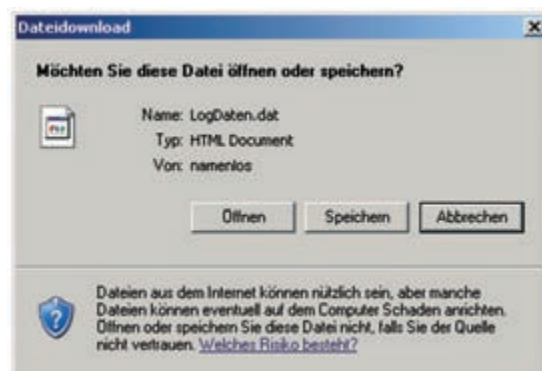 Dateidownload
Möchten Sie diese Datei öffnen oder speichern?
Name: LogDaten.dat
Typ: HTML Document
Von: namenlos
Öffnen Speichern Abbrechen
Dateien aus dem Internet können nützlich sein, aber manche
Dateien können eventuell auf dem Computer Schaden anrichten.
Öffnen oder speichern Sie diese Datei nicht, falls Sie der Quelle
nicht vertrauen. Welches Risiko besteht?